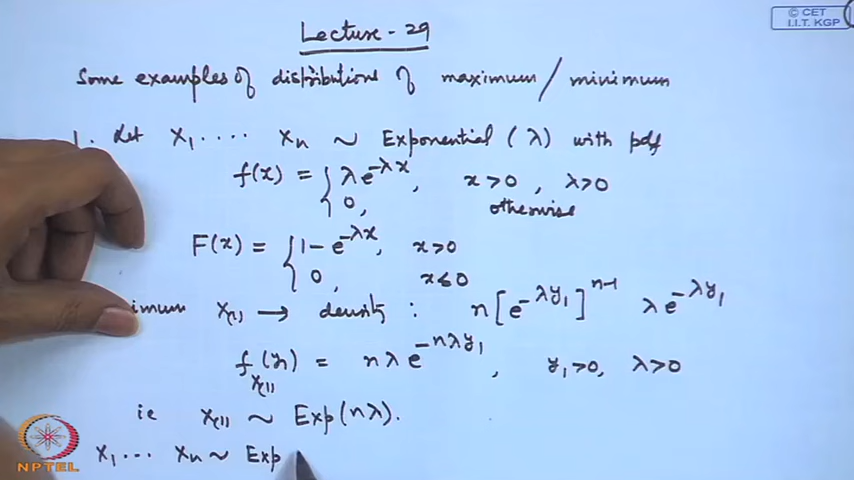 © CET
I.I.T. KGP
Lecture - 29
Some examples of distributions of maximum / minimum
1. Let X₁ .... Xₙ ~ Exponential (λ) with pdf
f(x) = { λe^{-λx}, x>0, λ>0
0, otherwise
F(x) = { 1 - e^{-λx}, x>0
0, x≤0
imum X₍₁₎ → density : n[e^{-λy₁}]^{n-1} λe^{-λy₁}
f_{X₍₁₎}(y₁) = nλe^{-nλy₁}, y₁>0, λ>0
ie X₍₁₎ ~ Exp(nλ).
X₁ ... Xₙ ~ Exp
NPTEL